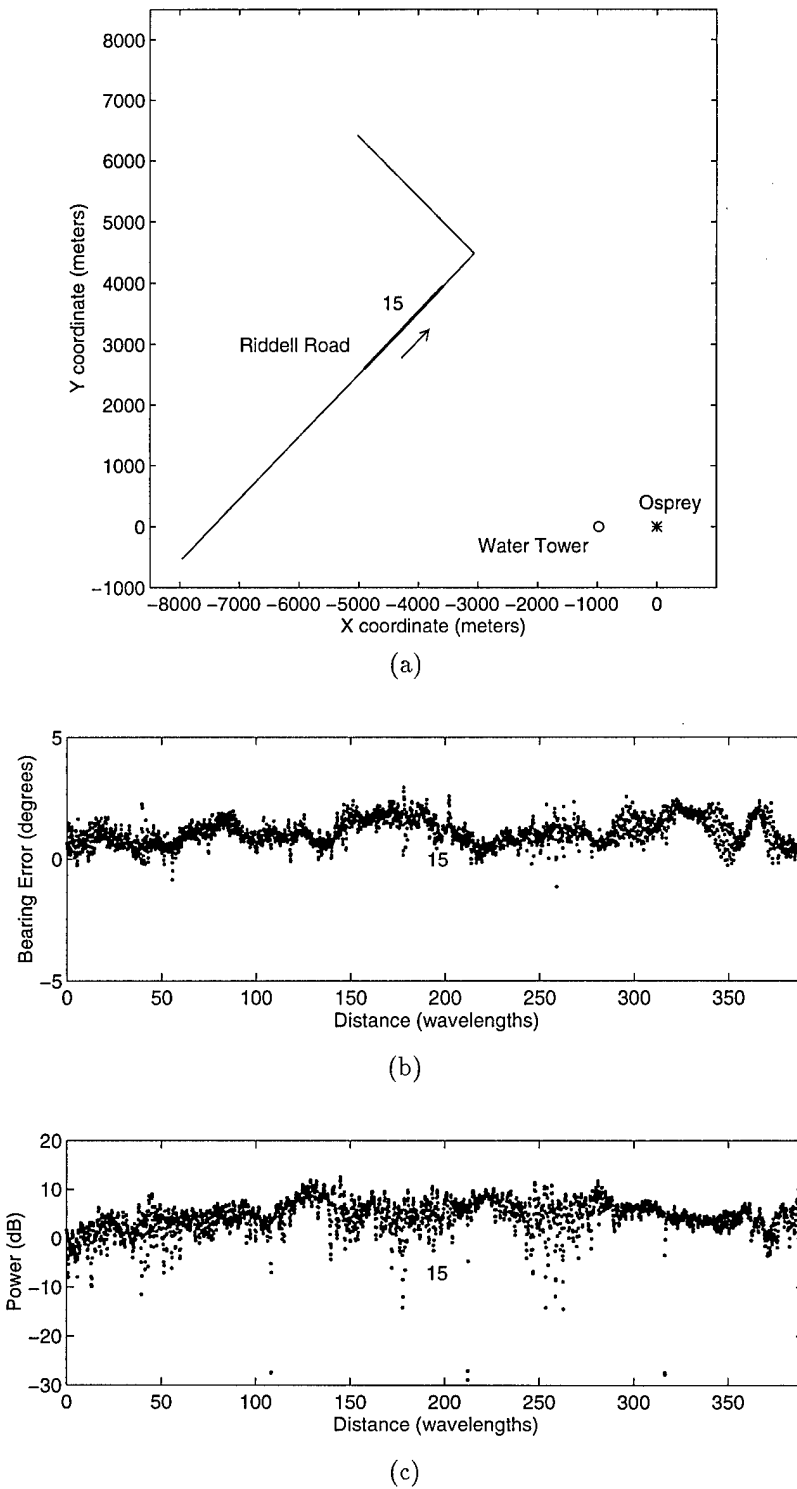 8000
7000
6000
5000
4000
3000
2000
1000
0
−1000
Y coordinate (meters)
15
Riddell Road
Osprey
Water Tower
−8000 −7000 −6000 −5000 −4000 −3000 −2000 −1000 0
X coordinate (meters)
(a)
5
0
−5
Bearing Error (degrees)
15
0 50 100 150 200 250 300 350
Distance (wavelengths)
(b)
20
10
0
−10
−20
−30
Power (dB)
15
0 50 100 150 200 250 300 350
Distance (wavelengths)
(c)